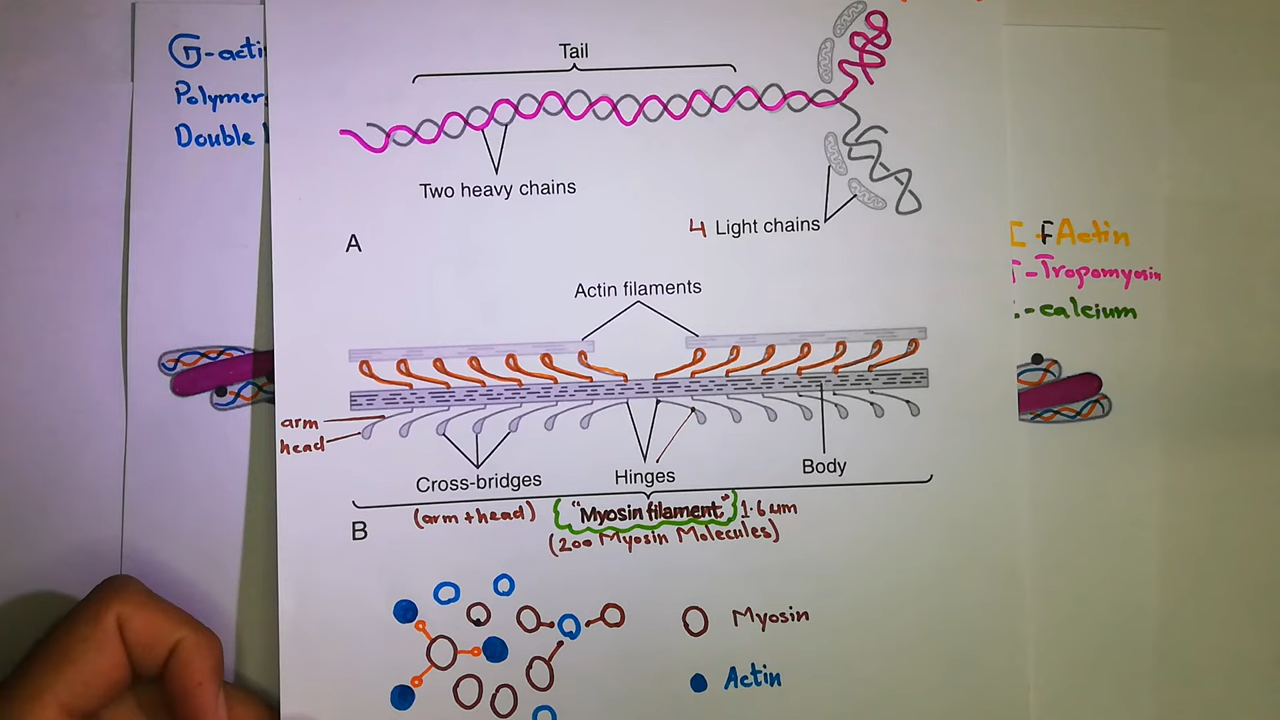 G-acti
Polymer
Double
Tail
Two heavy chains
4 Light chains
A
F Actin
Tropomyosin
-calcium
Actin filaments
arm
head
Cross-bridges
Hinges
Body
(arm + head)
"Myosin filament" 1.6 um
(200 Myosin Molecules)
B
Myosin
Actin